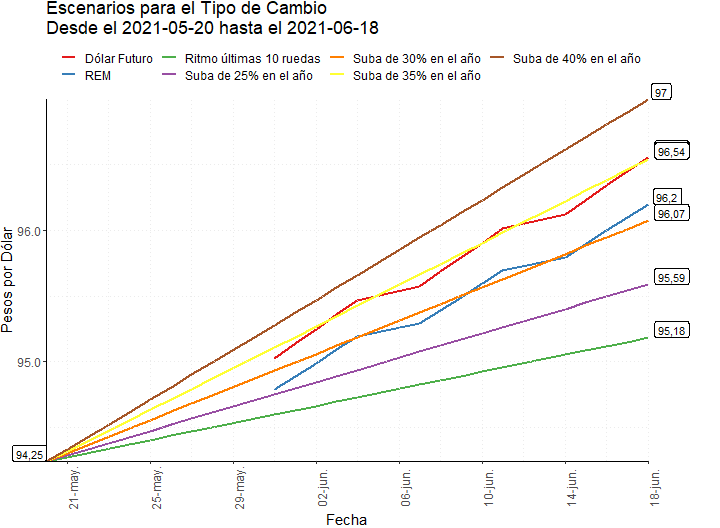 Escenarios para el Tipo de Cambio
Desde el 2021-05-20 hasta el 2021-06-18
Dólar Futuro
Ritmo últimas 10 ruedas
Suba de 30% en el año
Suba de 40% en el año
REM
Suba de 25% en el año
Suba de 35% en el año
97
96,54
96,2
96,07
95,59
95,18
94,25
96.0
95.0
Pesos por Dólar
21-may.
25-may.
29-may.
02-jun.
06-jun.
10-jun.
14-jun.
18-jun.
Fecha